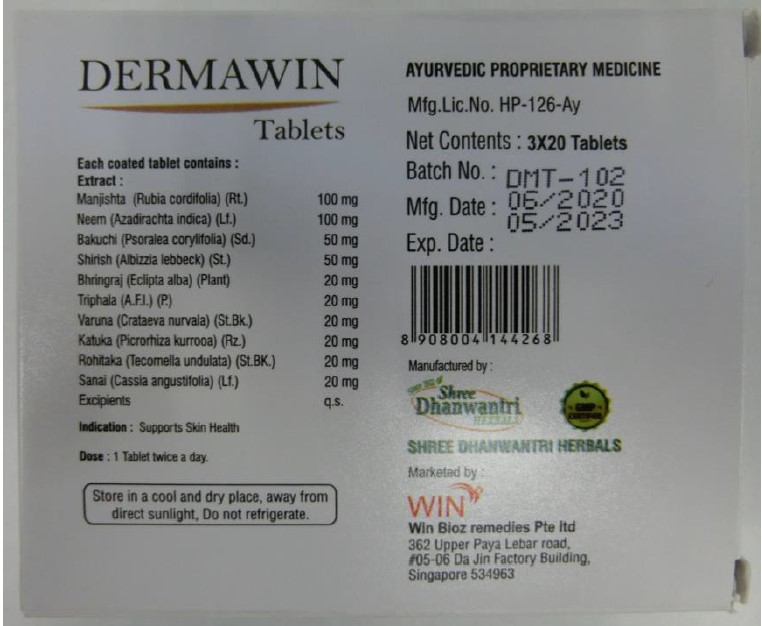 DERMAWIN
Tablets
Each coated tablet contains :
Extract :
Manjishta (Rubia cordifolia) (Rt.) 100 mg
Neem (Azadirachta indica) (Lf.) 100 mg
Bakuchi (Psoralea corylifolia) (Sd.) 50 mg
Shirish (Albizzia lebbeck) (St.) 50 mg
Bhringraj (Eclipta alba) (Plant) 20 mg
Triphala (A.F.I.) (P.) 20 mg
Varuna (Crataeva nurvala) (St.Bk.) 20 mg
Katuka (Picrorhiza kurrooa) (Rz.) 20 mg
Rohitaka (Tecomella undulata) (St.BK.) 20 mg
Sanai (Cassia angustifolia) (Lf.) 20 mg
Excipients q.s.
Indication : Supports Skin Health
Dose : 1 Tablet twice a day.
Store in a cool and dry place, away from
direct sunlight, Do not refrigerate.
AYURVEDIC PROPRIETARY MEDICINE
Mfg.Lic.No. HP-126-Ay
Net Contents : 3X20 Tablets
Batch No. : DMT-102
Mfg. Date : 06/2020
05/2023
Exp. Date :
8 908004 144268
Manufactured by :
Shree
Dhanwantri
HERBALS
GMP
CERTIFIED
SHREE DHANWANTRI HERBALS
Marketed by :
WIN
Win Bioz remedies Pte ltd
362 Upper Paya Lebar road,
#05-06 Da Jin Factory Building,
Singapore 534963